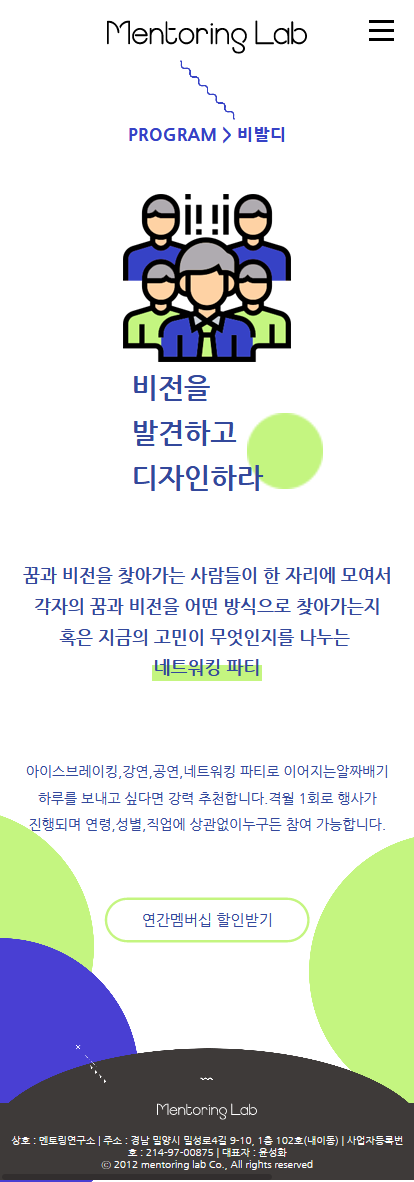 Mentoring Lab
PROGRAM > 비발디
비전을
발견하고
디자인하라
꿈과 비전을 찾아가는 사람들이 한 자리에 모여서
각자의 꿈과 비전을 어떤 방식으로 찾아가는지
혹은 지금의 고민이 무엇인지를 나누는
네트워킹 파티
아이스브레이킹,강연,공연,네트워킹 파티로 이어지는알짜배기
하루를 보내고 싶다면 강력 추천합니다.격월 1회로 행사가
진행되며 연령,성별,직업에 상관없이누구든 참여 가능합니다.
연간멤버십 할인받기
Mentoring Lab
상호 : 멘토링연구소 | 주소 : 경남 밀양시 밀성로4길 9-10, 1층 102호(내이동) | 사업자등록번
호 : 214-97-00875 | 대표자 : 윤성화
ⓒ 2012 mentoring lab Co., All rights reserved